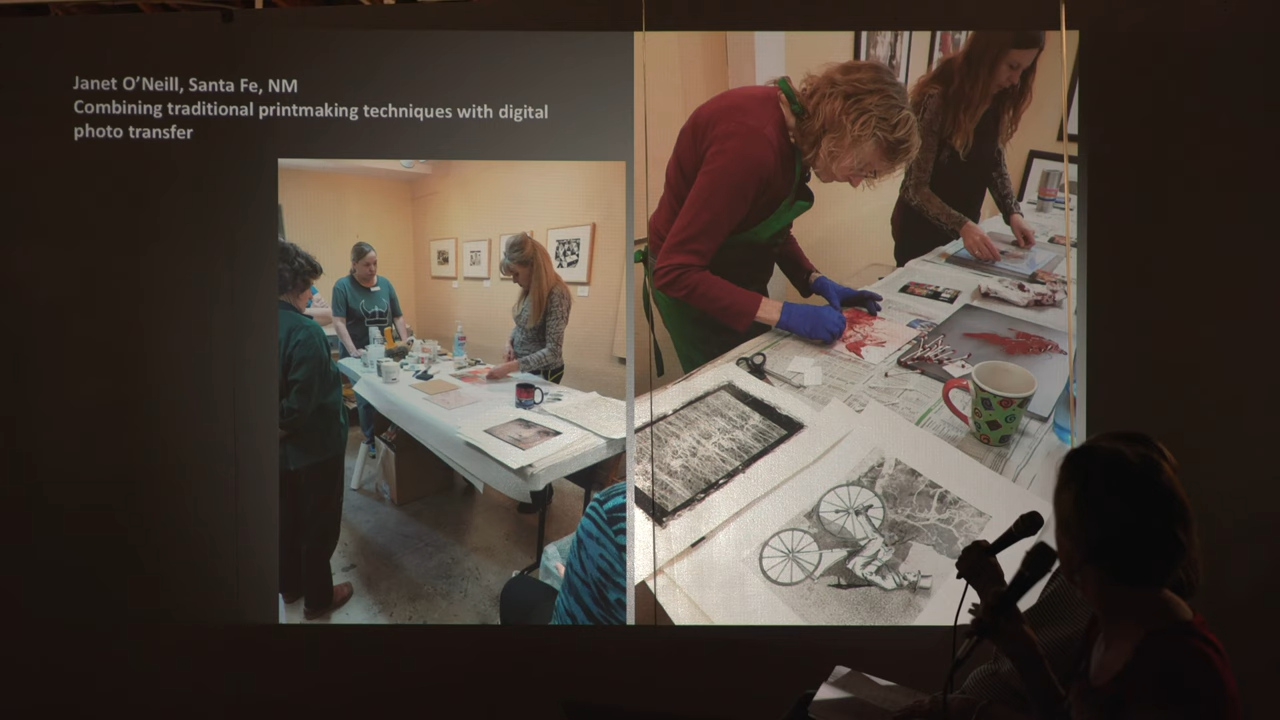 Janet O'Neill, Santa Fe, NM
Combining traditional printmaking techniques with digital
photo transfer